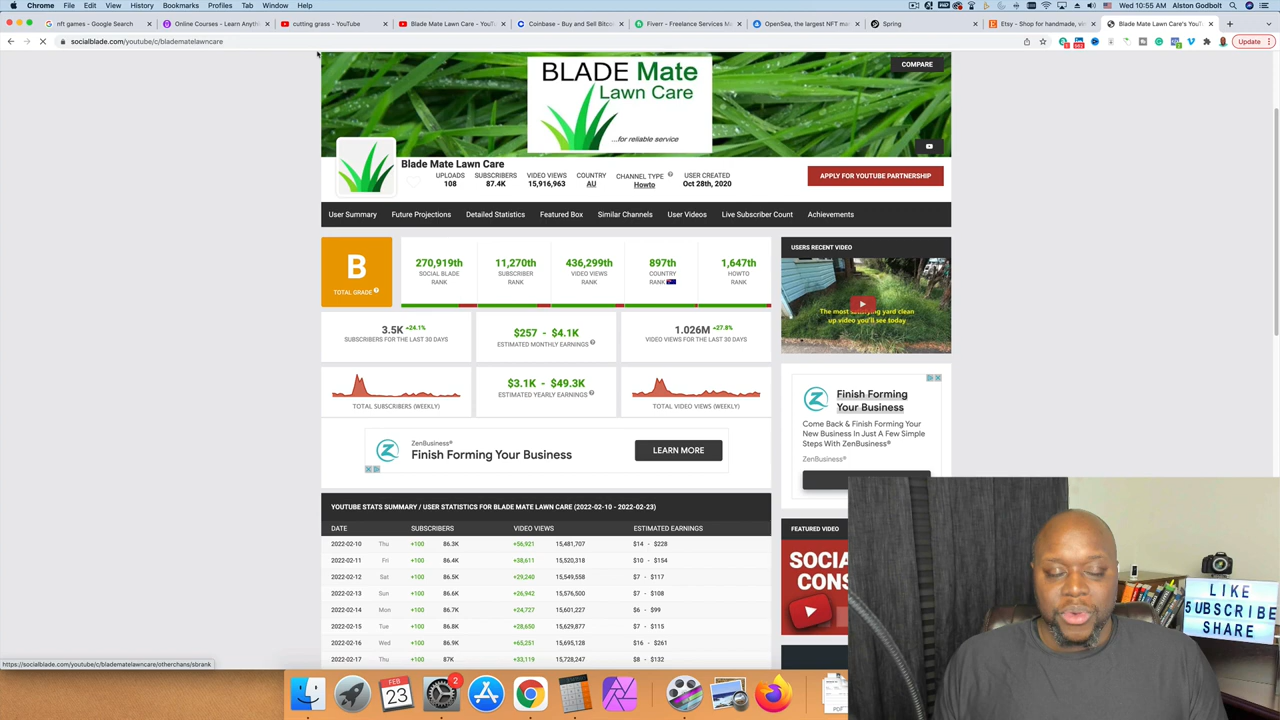 Chrome File Edit View History Bookmarks Profiles Tab Window Help Wed 10:55 AM Alston Godbolt
nft games - Google Search cutting grass - YouTube Coinbase - Buy and Sell Bitco Fiverr - Freelance Services M OpenSea, the largest NFT ma Spring Etsy - Shop for handmade, vin Blade Mate Lawn Care's YouT
socialblade.com/youtube/c/bladematelawncare Update
BLADE Mate
Lawn Care
...for reliable service
COMPARE
Blade Mate Lawn Care
UPLOADS SUBSCRIBERS VIDEO VIEWS COUNTRY CHANNEL TYPE USER CREATED
108 87.4K 15,916,963 AU Howto Oct 28th, 2020
APPLY FOR YOUTUBE PARTNERSHIP
User Summary Future Projections Detailed Statistics Featured Box Similar Channels User Videos Live Subscriber Count Achievements
B
TOTAL GRADE
270,919th 11,270th 436,299th 897th 1,647th
SOCIAL BLADE SUBSCRIBER VIDEO VIEWS COUNTRY HOWTO
RANK RANK RANK RANK RANK
USERS RECENT VIDEO
The most satisfying yard clean
up video you'll see today
3.5K +24.1%
SUBSCRIBERS FOR THE LAST 30 DAYS
$257 - $4.1K
ESTIMATED MONTHLY EARNINGS
1.026M +27.8%
VIDEO VIEWS FOR THE LAST 30 DAYS
TOTAL SUBSCRIBERS (WEEKLY)
$3.1K - $49.3K
ESTIMATED YEARLY EARNINGS
TOTAL VIDEO VIEWS (WEEKLY)
ZenBusiness®
Finish Forming Your Business
LEARN MORE
Finish Forming
Your Business
Come Back & Finish Forming Your
New Business In Just A Few Simple
Steps With ZenBusiness®
ZenBusiness®
YOUTUBE STATS SUMMARY / USER STATISTICS FOR BLADE MATE LAWN CARE (2022-02-10 - 2022-02-23)
DATE SUBSCRIBERS VIDEO VIEWS ESTIMATED EARNINGS
2022-02-10 Thu +100 86.3K +56,921 15,481,707 $14 - $228
2022-02-11 Fri +100 86.4K +38,611 15,520,318 $10 - $154
2022-02-12 Sat +100 86.5K +29,240 15,549,558 $7 - $117
2022-02-13 Sun +100 86.6K +26,942 15,576,500 $7 - $108
2022-02-14 Mon +100 86.7K +24,727 15,601,227 $6 - $99
2022-02-15 Tue +100 86.8K +28,650 15,629,877 $7 - $115
2022-02-16 Wed +100 86.9K +65,251 15,695,128 $16 - $261
2022-02-17 Thu +100 87K +33,119 15,728,247 $8 - $132
FEATURED VIDEO
SOCIA
CONS
LIKE
SUBSCRIBE
SHARE
https://socialblade.com/youtube/c/bladematelawncare/otherchans/sbrank
FEB
23
2
PDF